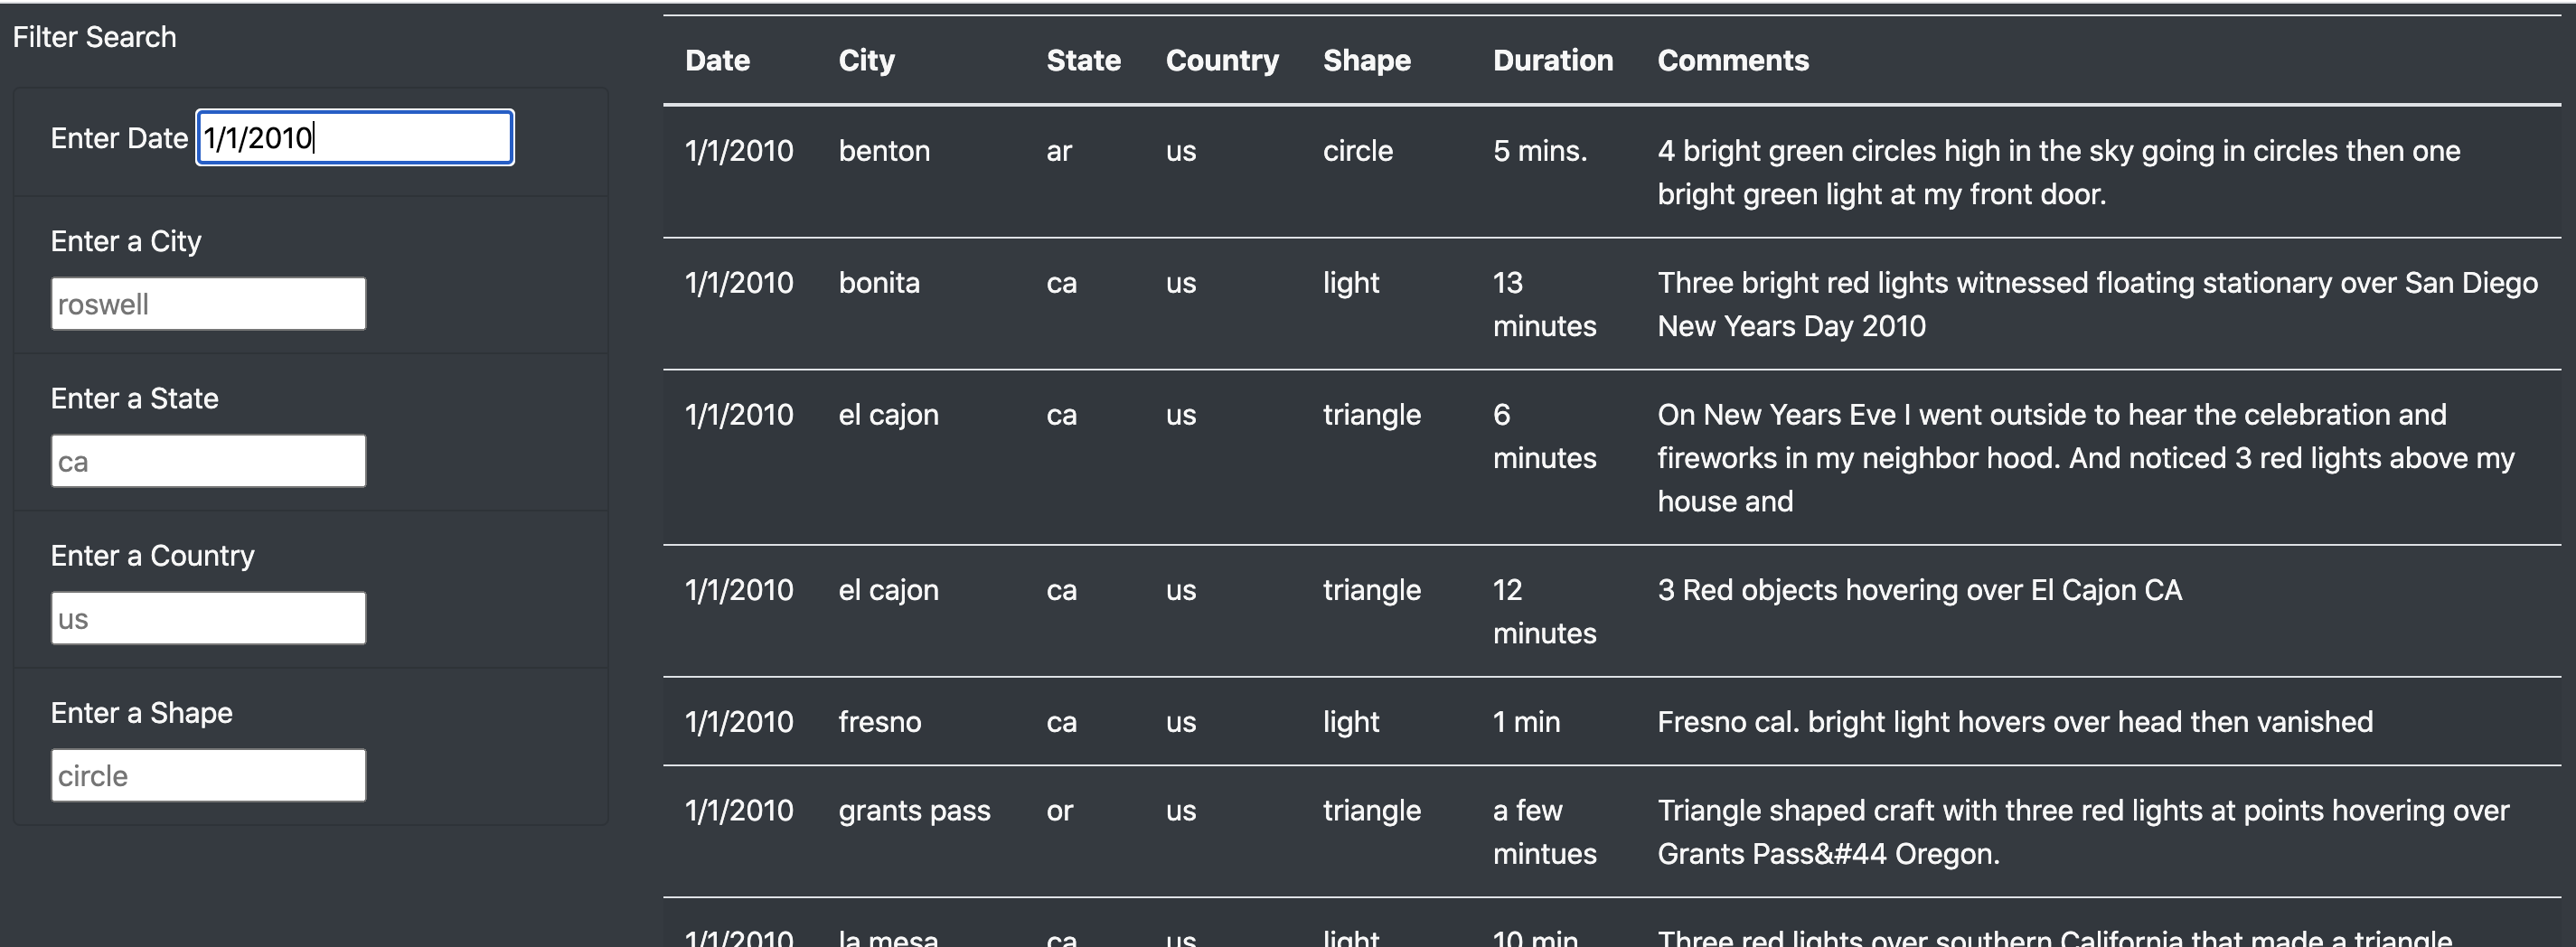 Filter Search
Enter Date 1/1/2010
Enter a City
roswell
Enter a State
ca
Enter a Country
us
Enter a Shape
circle
Date City State Country Shape Duration Comments
1/1/2010 benton ar us circle 5 mins. 4 bright green circles high in the sky going in circles then one
bright green light at my front door.
1/1/2010 bonita ca us light 13 Three bright red lights witnessed floating stationary over San Diego
minutes New Years Day 2010
1/1/2010 el cajon ca us triangle 6 On New Years Eve I went outside to hear the celebration and
minutes fireworks in my neighbor hood. And noticed 3 red lights above my
house and
1/1/2010 el cajon ca us triangle 12 3 Red objects hovering over El Cajon CA
minutes
1/1/2010 fresno ca us light 1 min Fresno cal. bright light hovers over head then vanished
1/1/2010 grants pass or us triangle a few Triangle shaped craft with three red lights at points hovering over
mintues Grants Pass&#44 Oregon.
1/1/2010 la mesa ca us light 10 min Three red lights over southern California that made a triangle